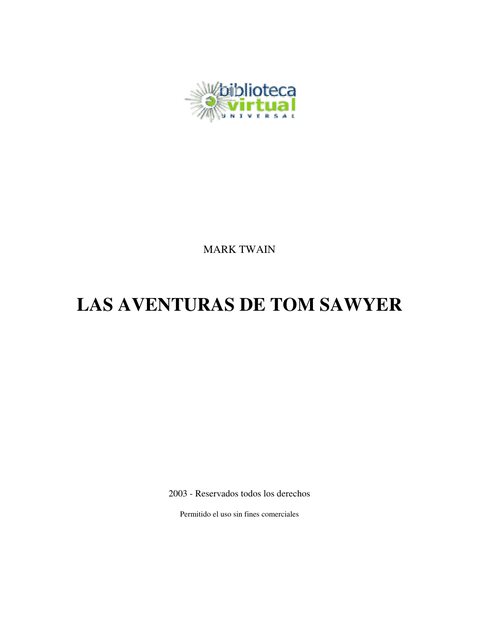 biblioteca
virtual
UNIVERSAL
MARK TWAIN
LAS AVENTURAS DE TOM SAWYER
2003 - Reservados todos los derechos
Permitido el uso sin fines comerciales